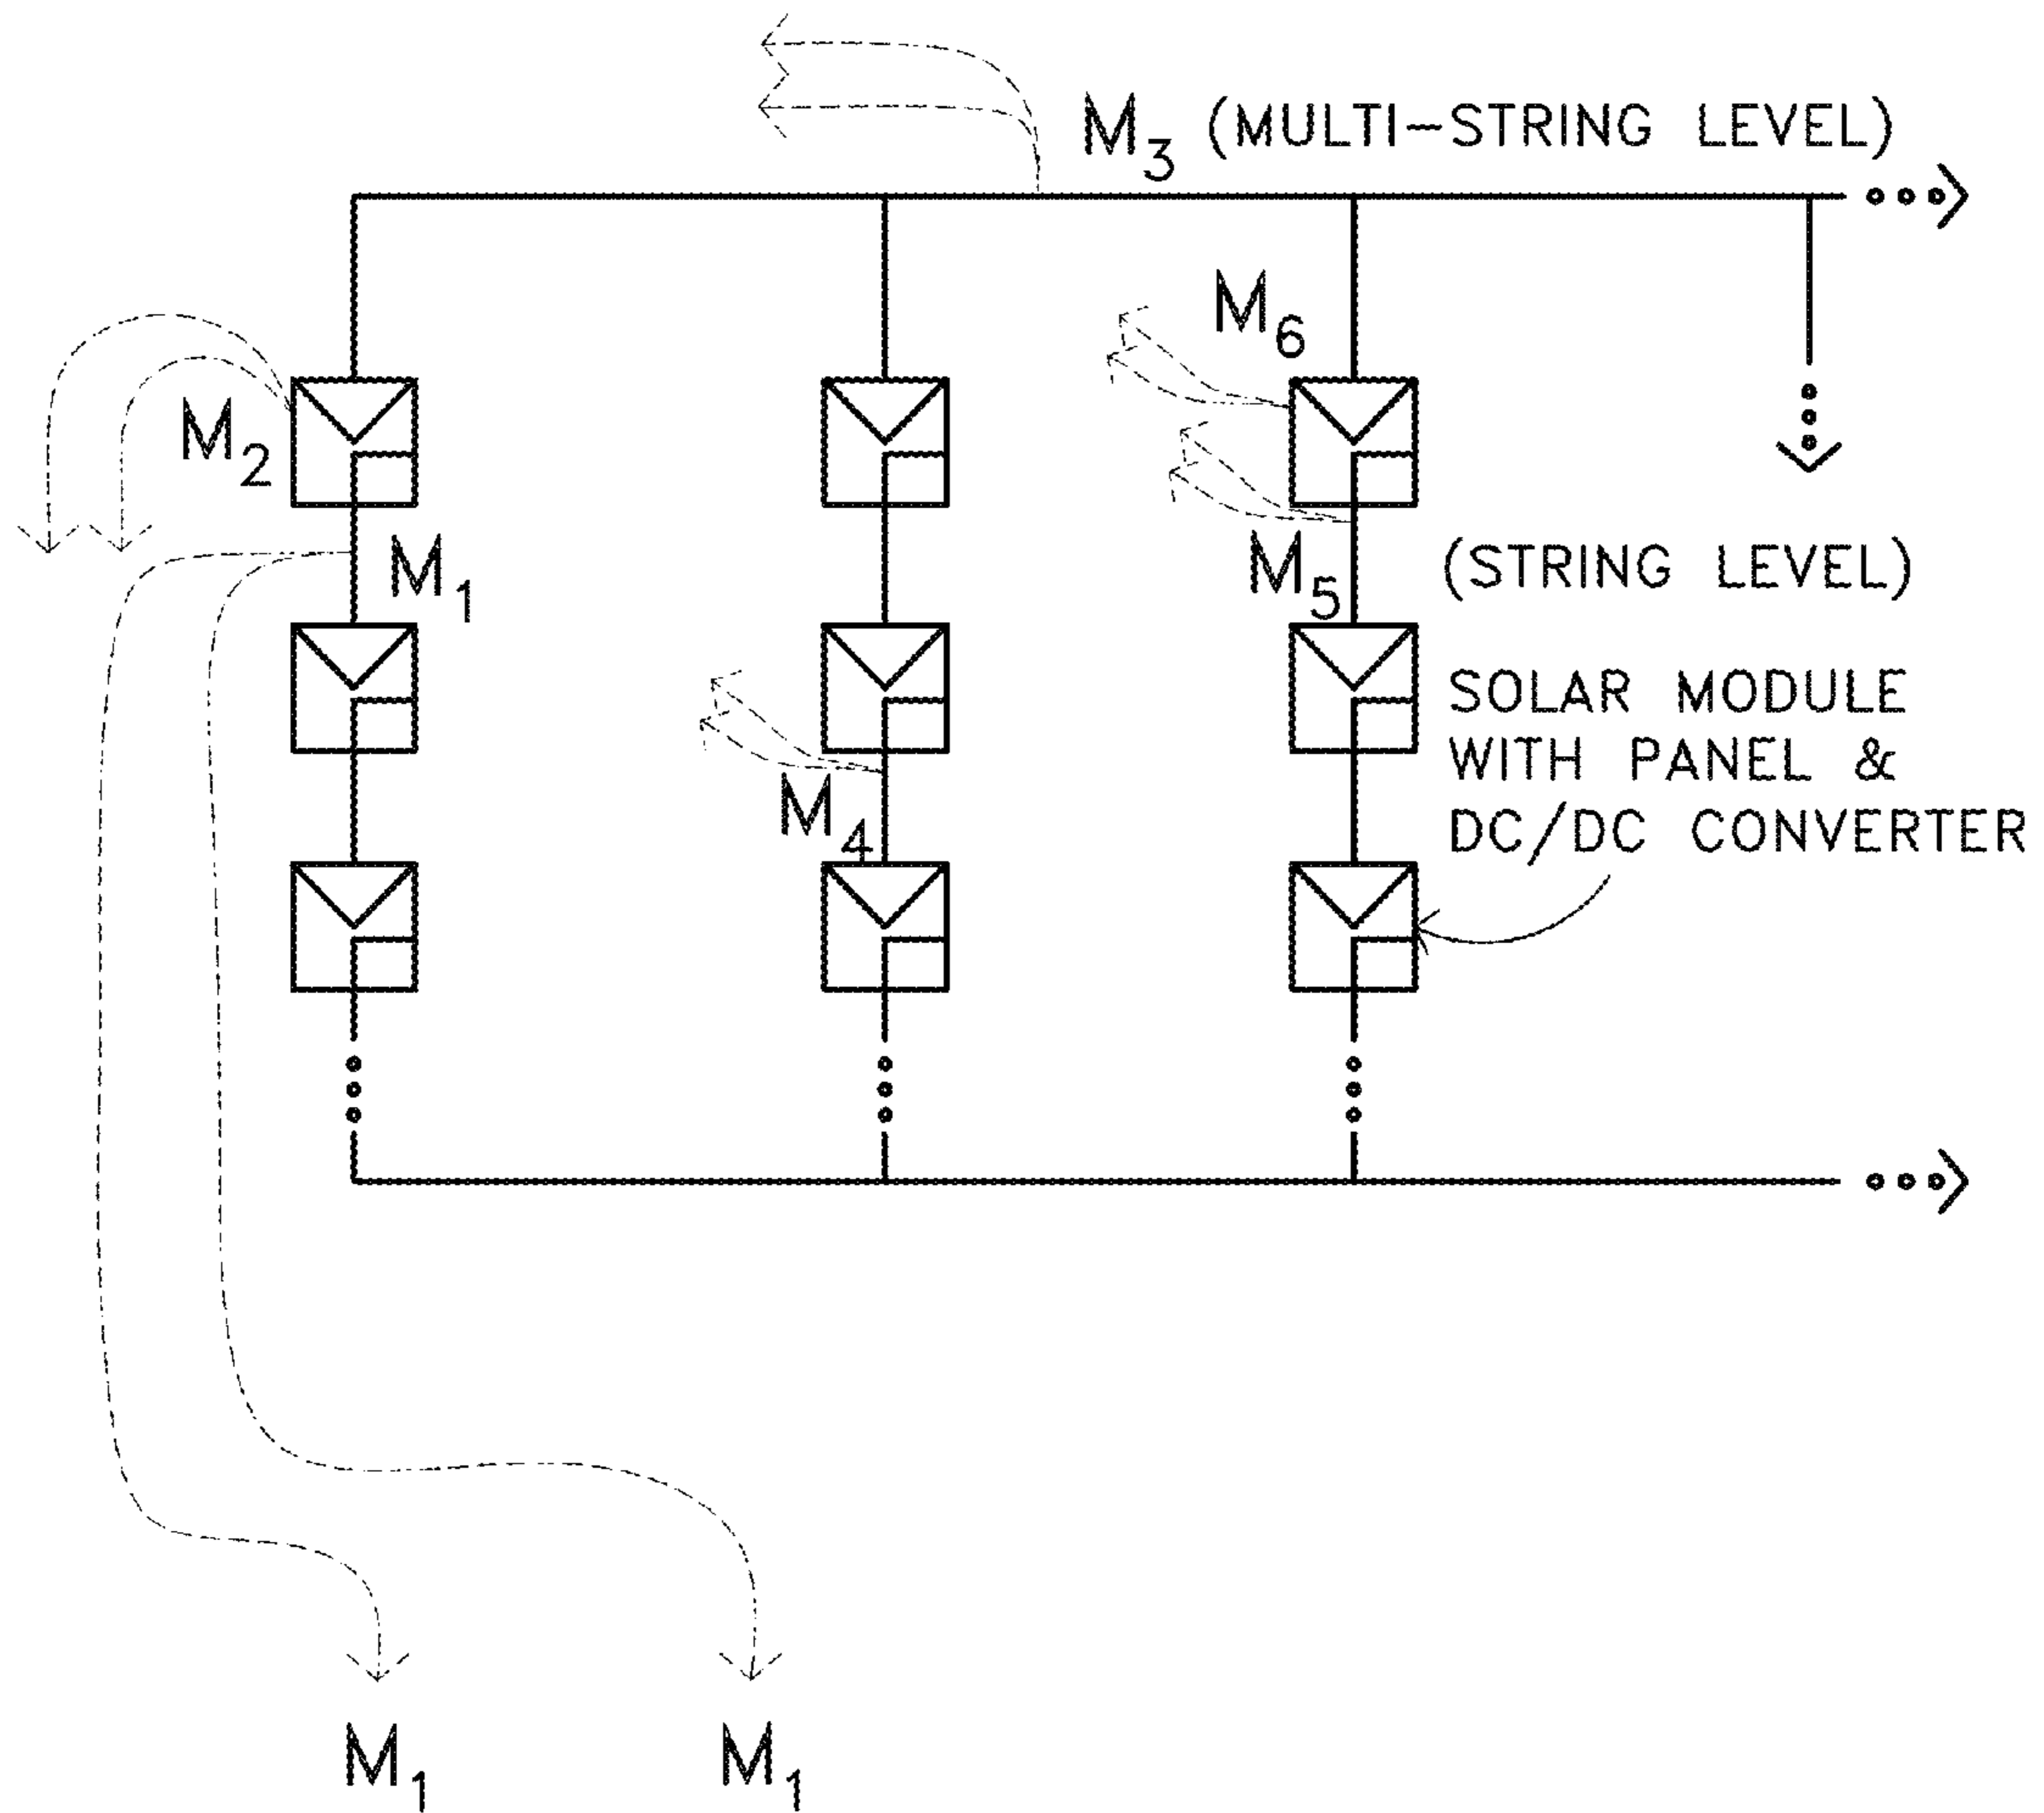 M3 (MULTI-STRING LEVEL)
M6
M2
M1
M5 (STRING LEVEL)
SOLAR MODULE
WITH PANEL &
DC/DC CONVERTER
M4
M1 M1